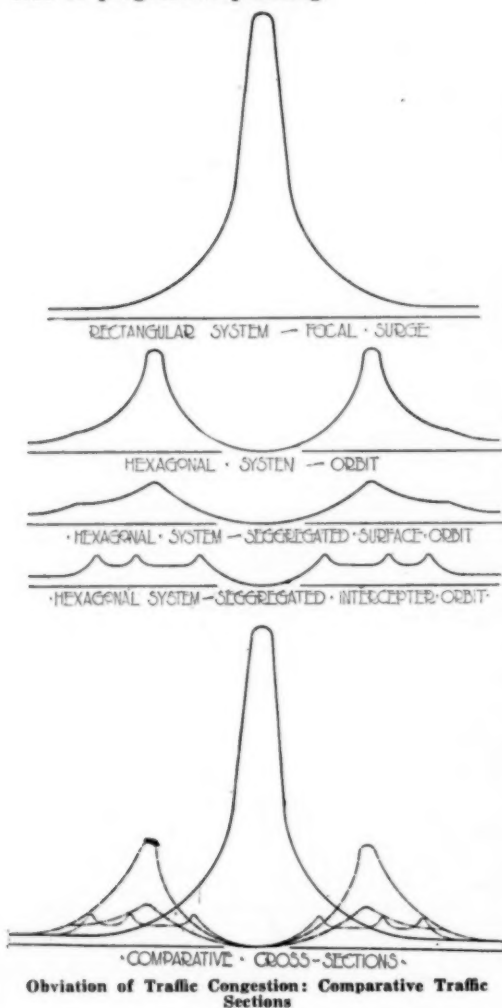 RECTANGULAR SYSTEM — FOCAL · SURGE
HEXAGONAL · SYSTEM — ORBIT
· HEXAGONAL · SYSTEM — SEGGREGATED · SURFACE · ORBIT
· HEXAGONAL SYSTEM — SEGGREGATED · INTERCEPTER · ORBIT ·
· COMPARATIVE · CROSS-SECTIONS ·
Obviation of Traffic Congestion: Comparative Traffic
Sections